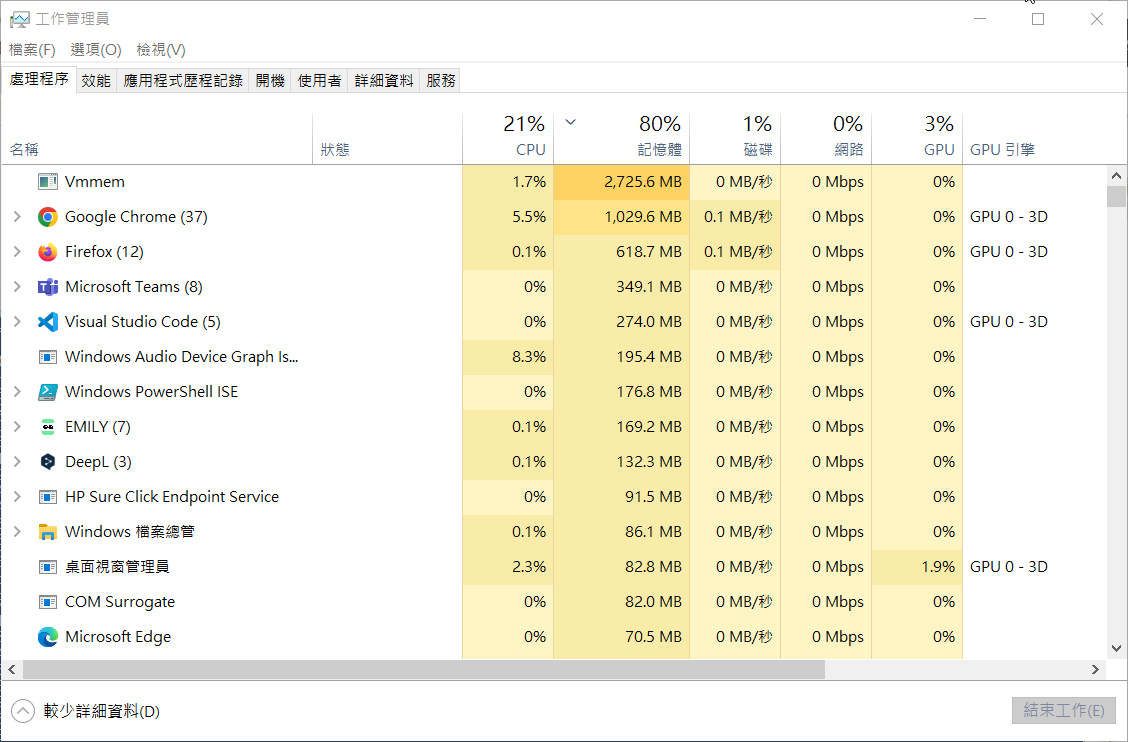 工作管理員
檔案(F) 選項(O) 檢視(V)
處理程序 效能 應用程式歷程記錄 開機 使用者 詳細資料 服務
21% 80% 1% 0% 3%
名稱 狀態 CPU 記憶體 磁碟 網路 GPU GPU 引擎
Vmmem 1.7% 2,725.6 MB 0 MB/秒 0 Mbps 0%
Google Chrome (37) 5.5% 1,029.6 MB 0.1 MB/秒 0 Mbps 0% GPU 0 - 3D
Firefox (12) 0.1% 618.7 MB 0.1 MB/秒 0 Mbps 0% GPU 0 - 3D
Microsoft Teams (8) 0% 349.1 MB 0 MB/秒 0 Mbps 0%
Visual Studio Code (5) 0% 274.0 MB 0 MB/秒 0 Mbps 0% GPU 0 - 3D
Windows Audio Device Graph Is... 8.3% 195.4 MB 0 MB/秒 0 Mbps 0%
Windows PowerShell ISE 0% 176.8 MB 0 MB/秒 0 Mbps 0%
EMILY (7) 0.1% 169.2 MB 0 MB/秒 0 Mbps 0%
DeepL (3) 0.1% 132.3 MB 0 MB/秒 0 Mbps 0%
HP Sure Click Endpoint Service 0% 91.5 MB 0 MB/秒 0 Mbps 0%
Windows 檔案總管 0.1% 86.1 MB 0 MB/秒 0 Mbps 0%
桌面視窗管理員 2.3% 82.8 MB 0 MB/秒 0 Mbps 1.9% GPU 0 - 3D
COM Surrogate 0% 82.0 MB 0 MB/秒 0 Mbps 0%
Microsoft Edge 0% 70.5 MB 0 MB/秒 0 Mbps 0%
較少詳細資料(D) 結束工作(E)